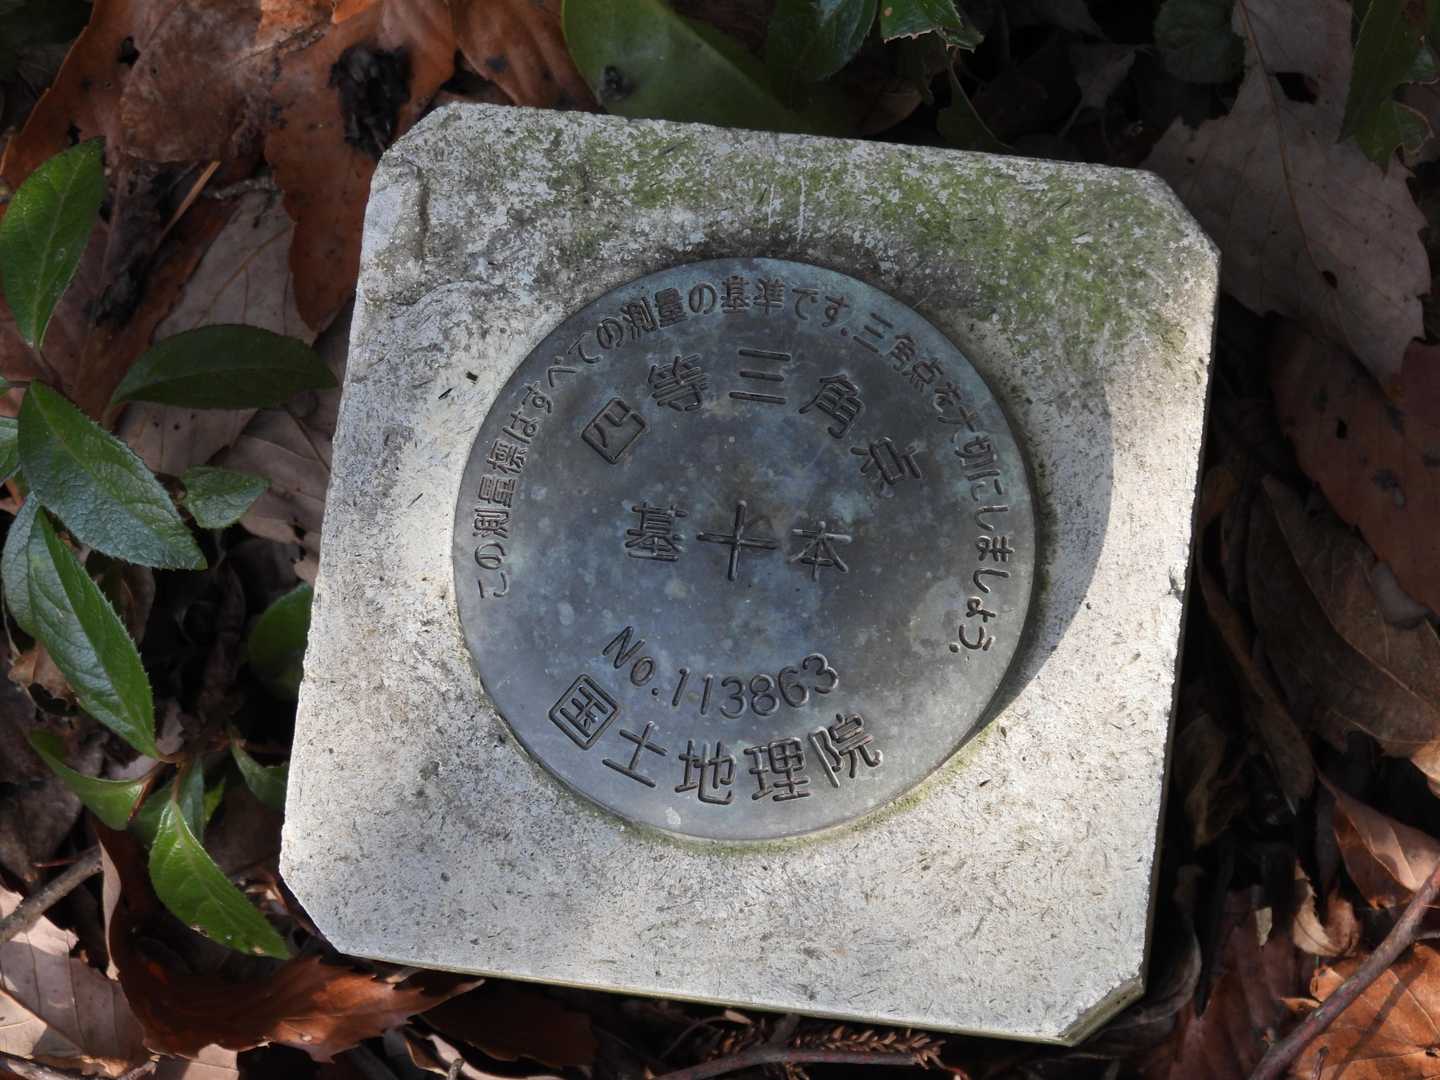 この測量標はすべての測量の基準です.三角点を大切にしましょう.
四等三角点
基十本
No.113863
国土地理院